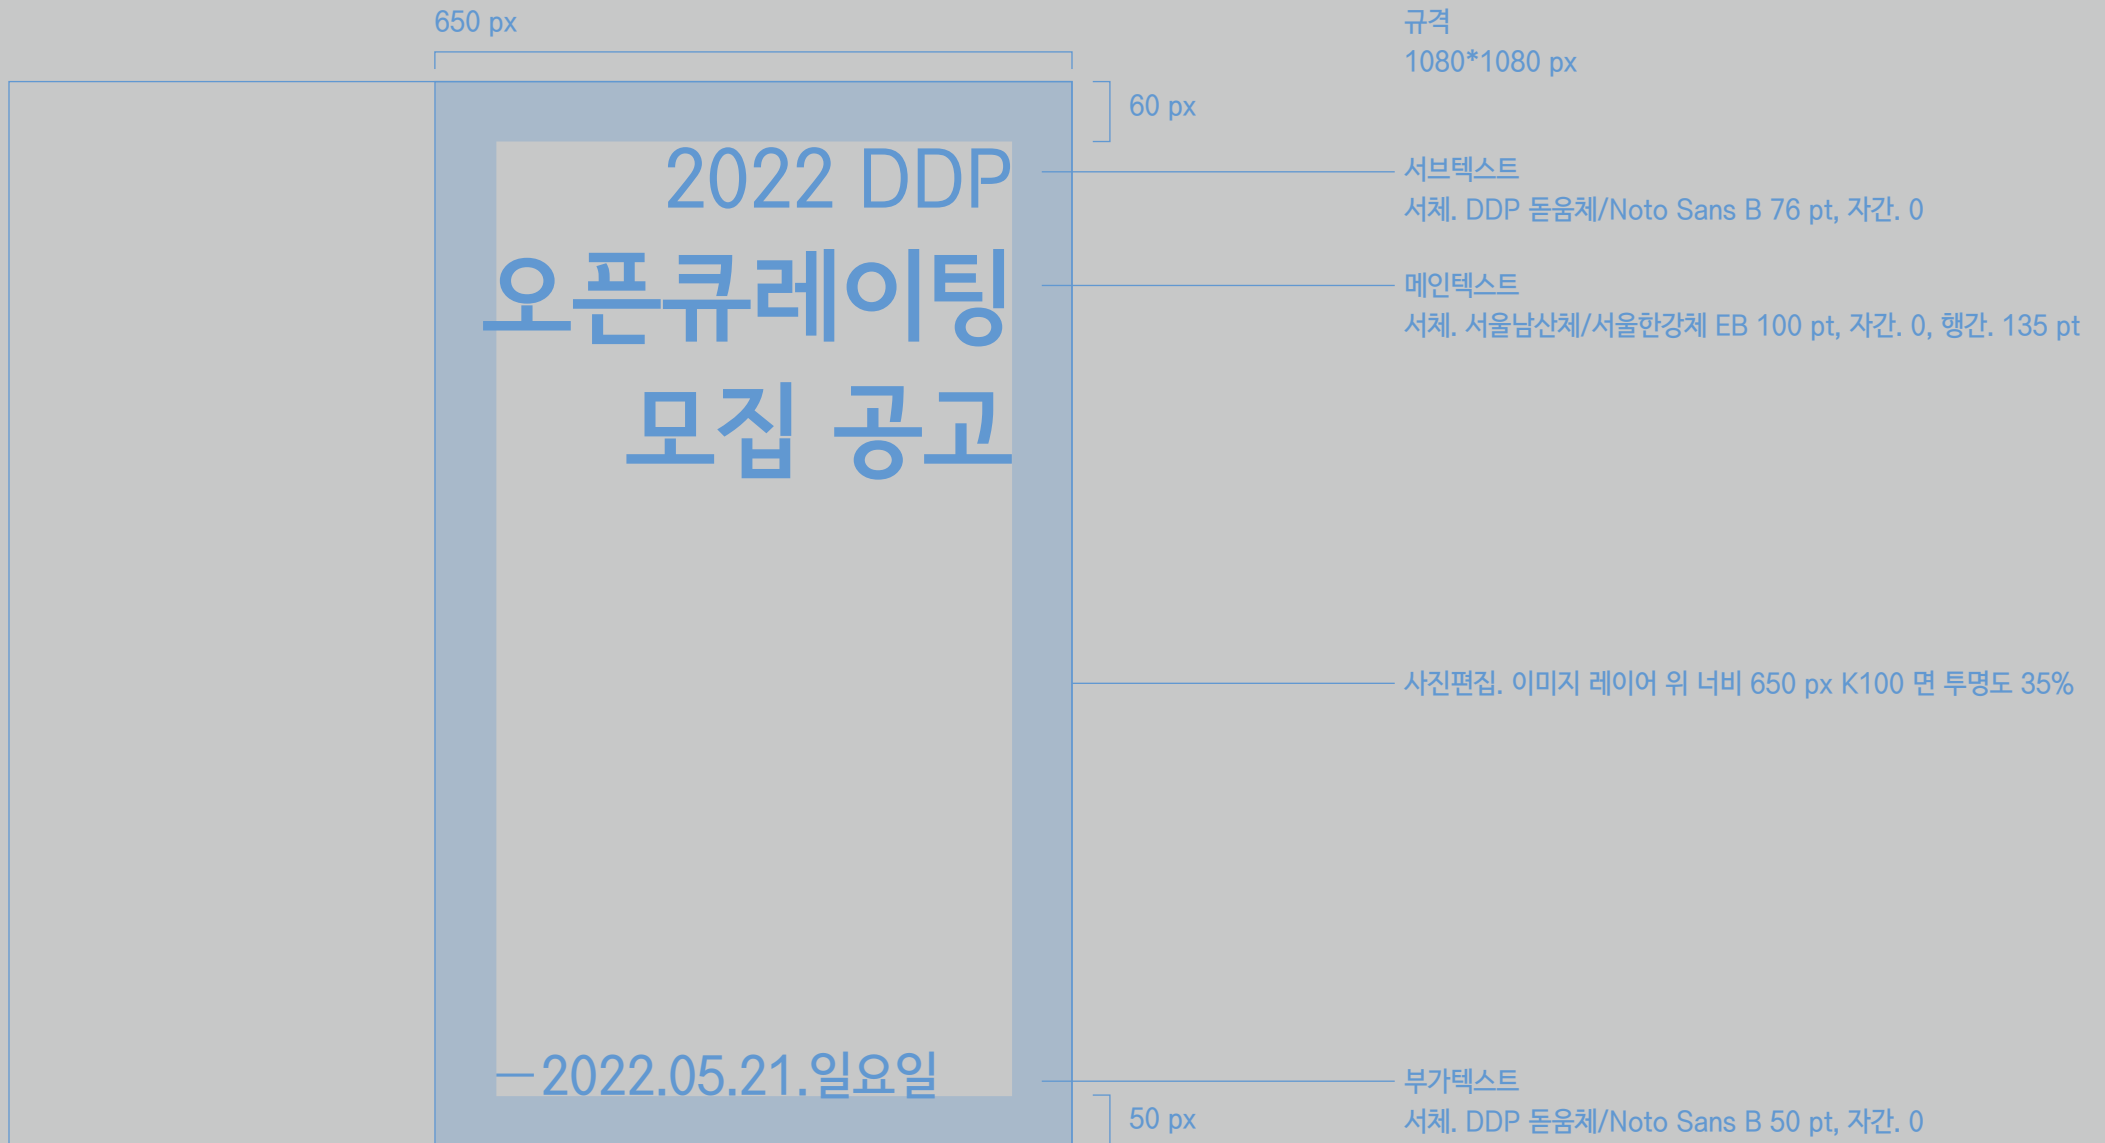 650 px
규격
1080*1080 px
60 px
2022 DDP
오픈큐레이팅
모집 공고
서브텍스트
서체. DDP 돋움체/Noto Sans B 76 pt, 자간. 0
메인텍스트
서체. 서울남산체/서울한강체 EB 100 pt, 자간. 0, 행간. 135 pt
사진편집. 이미지 레이어 위 너비 650 px K100 면 투명도 35%
—2022.05.21.일요일
50 px
부가텍스트
서체. DDP 돋움체/Noto Sans B 50 pt, 자간. 0